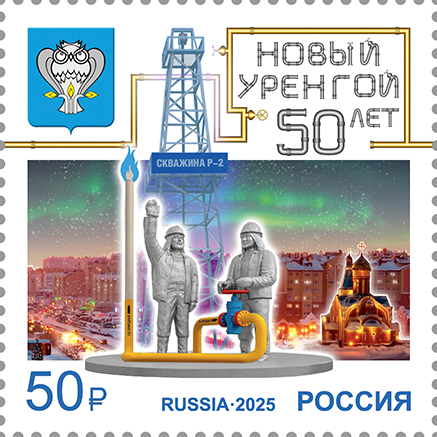 НОВЫЙ
УРЕНГОЙ
50 ЛЕТ
СКВАЖИНА Р-2
50 ₽
RUSSIA·2025
РОССИЯ